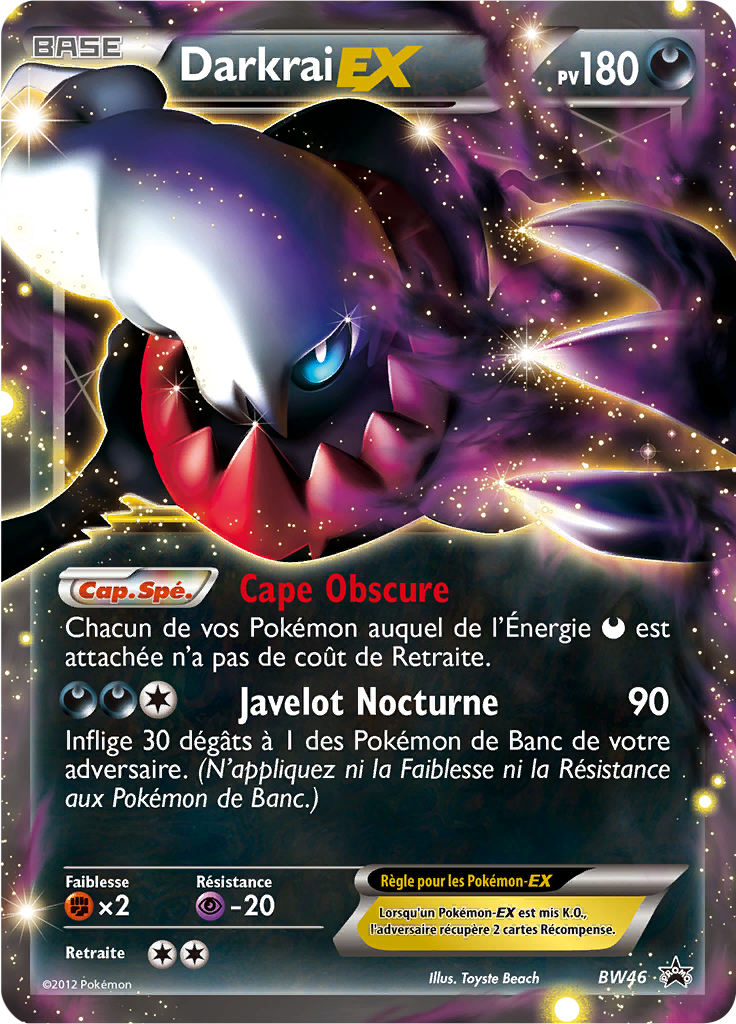 BASE
Darkrai EX
PV180
Cap.Spé. Cape Obscure
Chacun de vos Pokémon auquel de l'Énergie est
attachée n'a pas de coût de Retraite.
Javelot Nocturne 90
Inflige 30 dégâts à 1 des Pokémon de Banc de votre
adversaire. (N'appliquez ni la Faiblesse ni la Résistance
aux Pokémon de Banc.)
Faiblesse
×2
Résistance
-20
Règle pour les Pokémon-EX
Lorsqu'un Pokémon-EX est mis K.O.,
l'adversaire récupère 2 cartes Récompense.
Retraite
©2012 Pokémon
Illus. Toyste Beach
BW46
PROMO